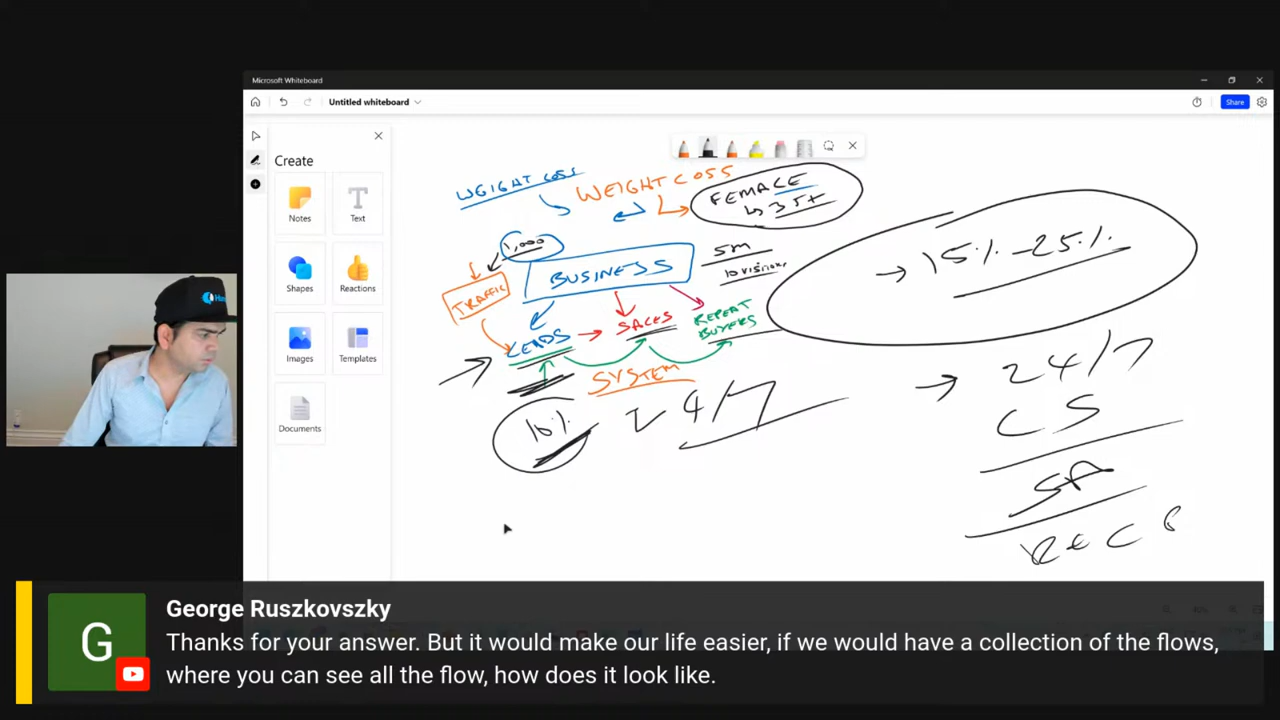 Microsoft Whiteboard
Untitled whiteboard
Share
Create
Notes
Text
Shapes
Reactions
Images
Templates
Documents
WEIGHT LOSS
WEIGHT LOSS
FEMALE
35+
1,000
BUSINESS
5m
TRAFFIC
LEADS
SALES
REPEAT
BUYERS
SYSTEM
10%
24/7
15% - 25%
24/7
CS
G
George Ruszkovszky
Thanks for your answer. But it would make our life easier, if we would have a collection of the flows,
where you can see all the flow, how does it look like.